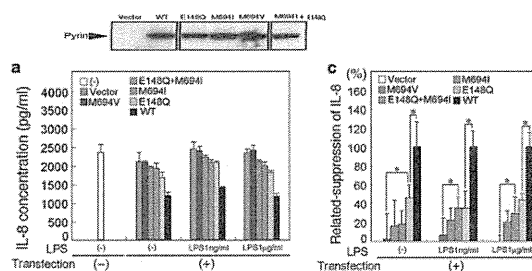 Vector WT E148Q M694I M694V M694I + E148Q
Pyrin
a
IL-8 concentration (pg/ml)
4000
3500
3000
2500
2000
1500
1000
500
0
(-)
Vector
M694V
E148Q+M694I
M694I
E148Q
WT
LPS (-) (-) LPS1ng/ml LPS1μg/ml
Transfection (−) (+)
c
(%)
Related-suppression of IL-8
160
140
120
100
80
60
40
20
0
Vector
M694V
E148Q+M694I
M694I
E148Q
WT
* * * * * *
LPS (-) LPS1ng/ml LPS1μg/ml
Transfection (+)